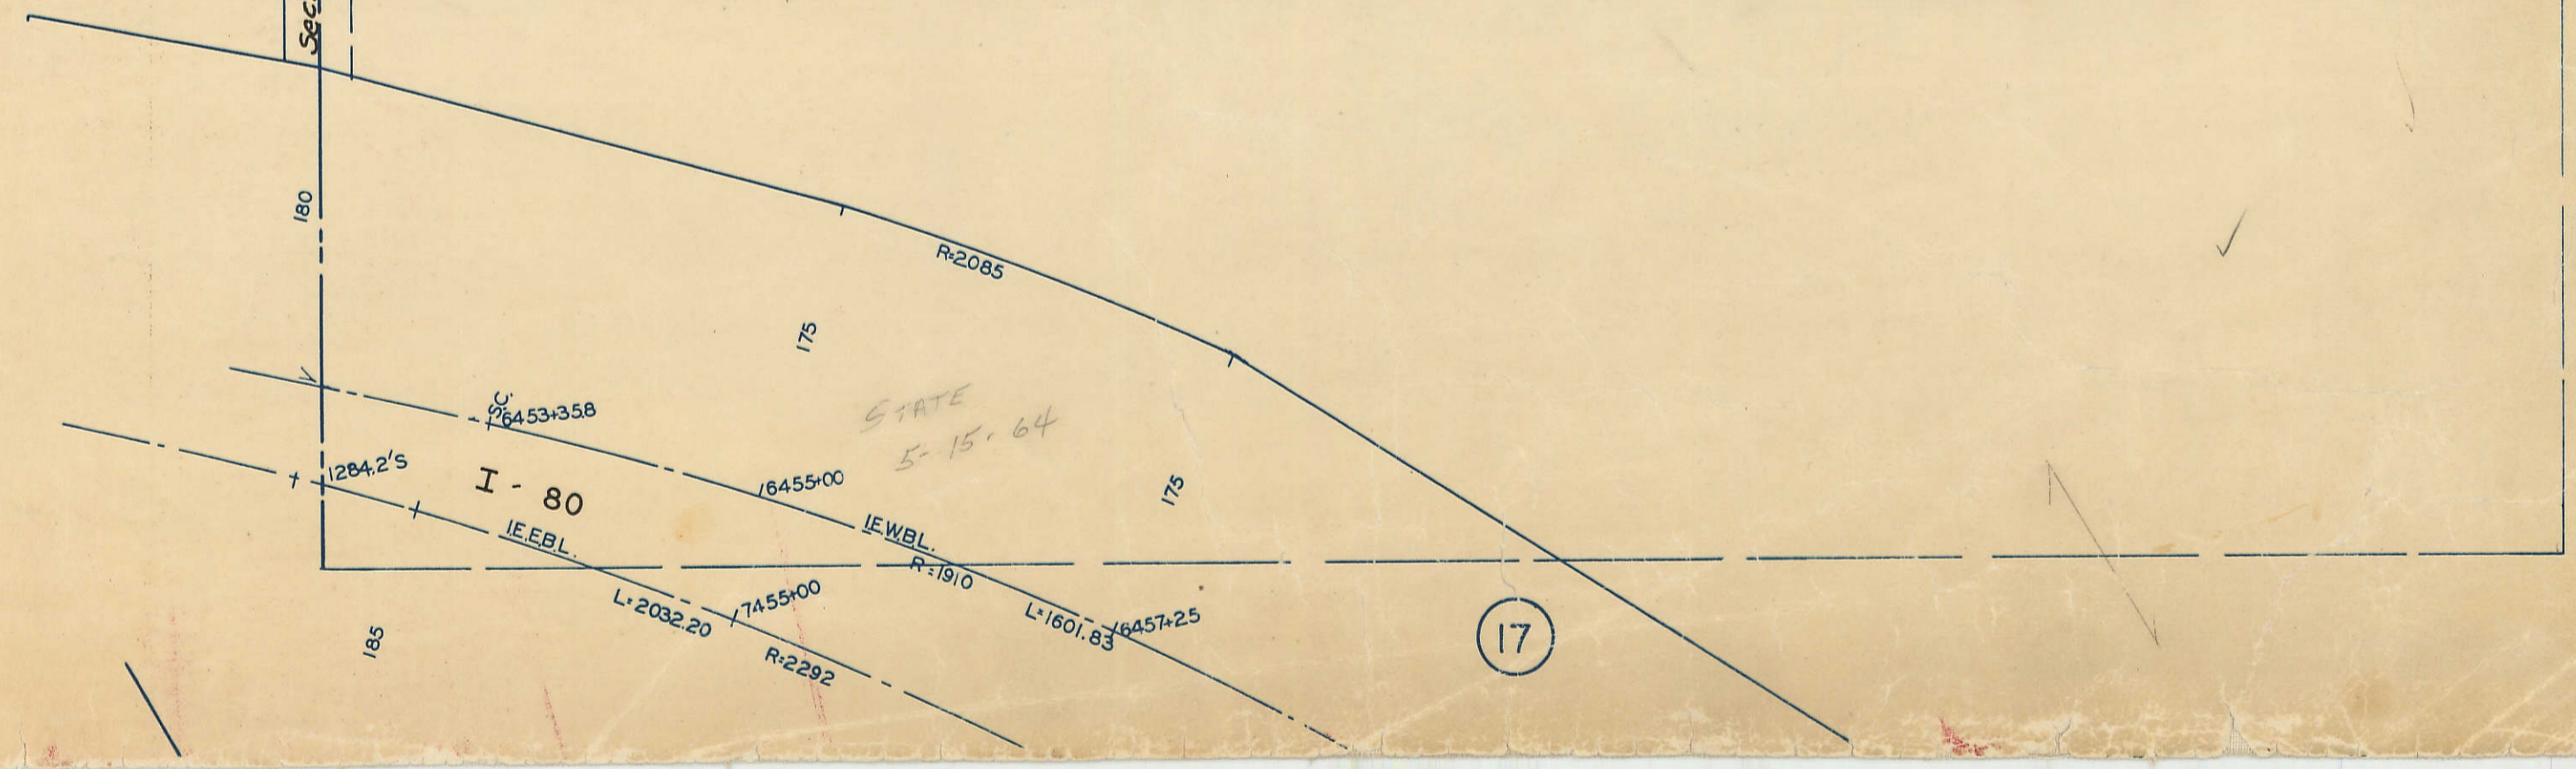 Sec.
180
R=2085
175
S.C.
6453+35.8
STATE
5-15-64
1284.2'S
I - 80
6455+00
175
I.E.E.B.L.
I.E.W.B.L.
R=1910
L=2032.20
7455+00
L=1601.83
6457+25
17
185
R=2292